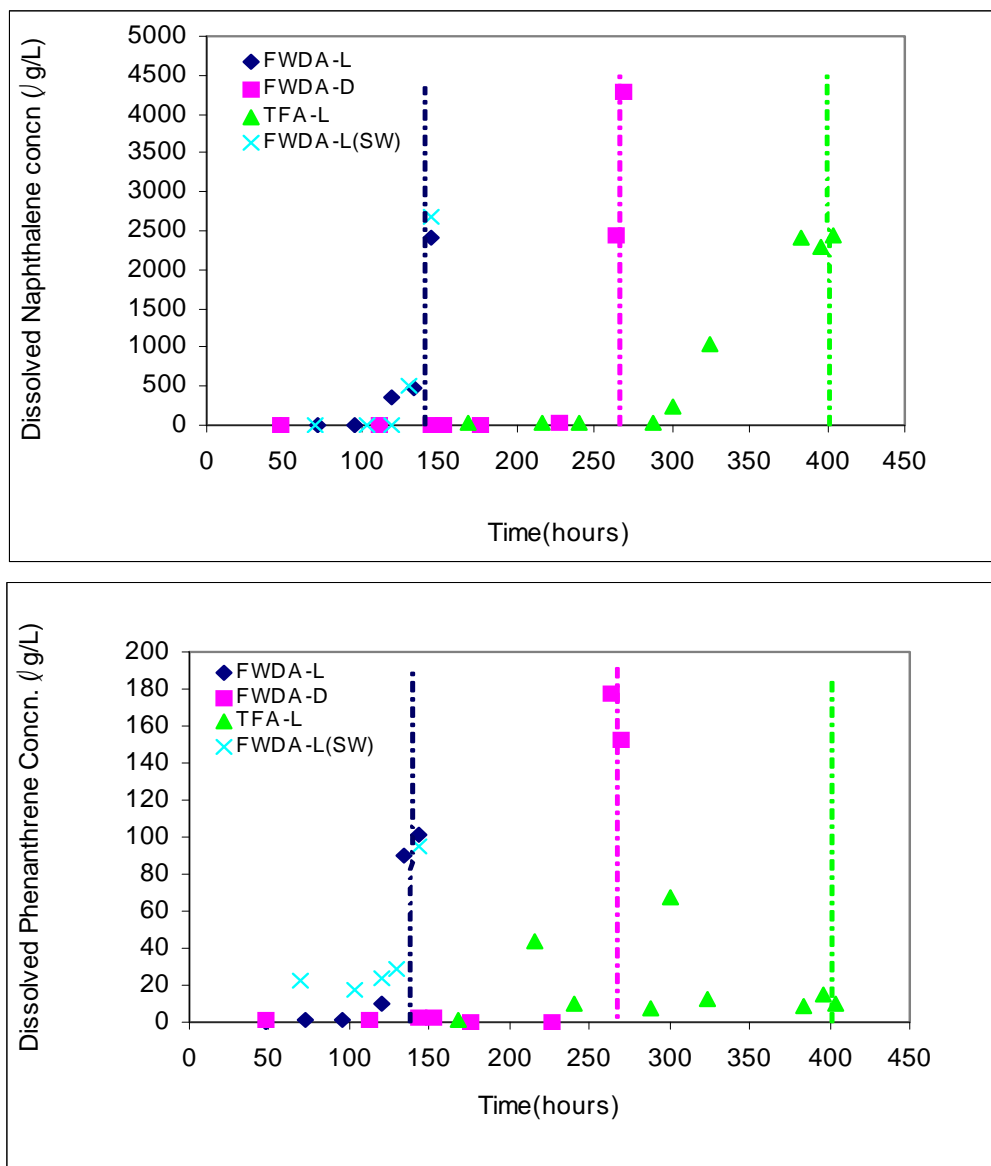 Dissolved Naphthalene concn (/g/L)
5000
4500
4000
3500
3000
2500
2000
1500
1000
500
0
FWDA-L
FWDA-D
TFA-L
FWDA-L(SW)
0 50 100 150 200 250 300 350 400 450
Time(hours)
Dissolved Phenanthrene Concn. (/g/L)
200
180
160
140
120
100
80
60
40
20
0
FWDA-L
FWDA-D
TFA-L
FWDA-L(SW)
0 50 100 150 200 250 300 350 400 450
Time(hours)